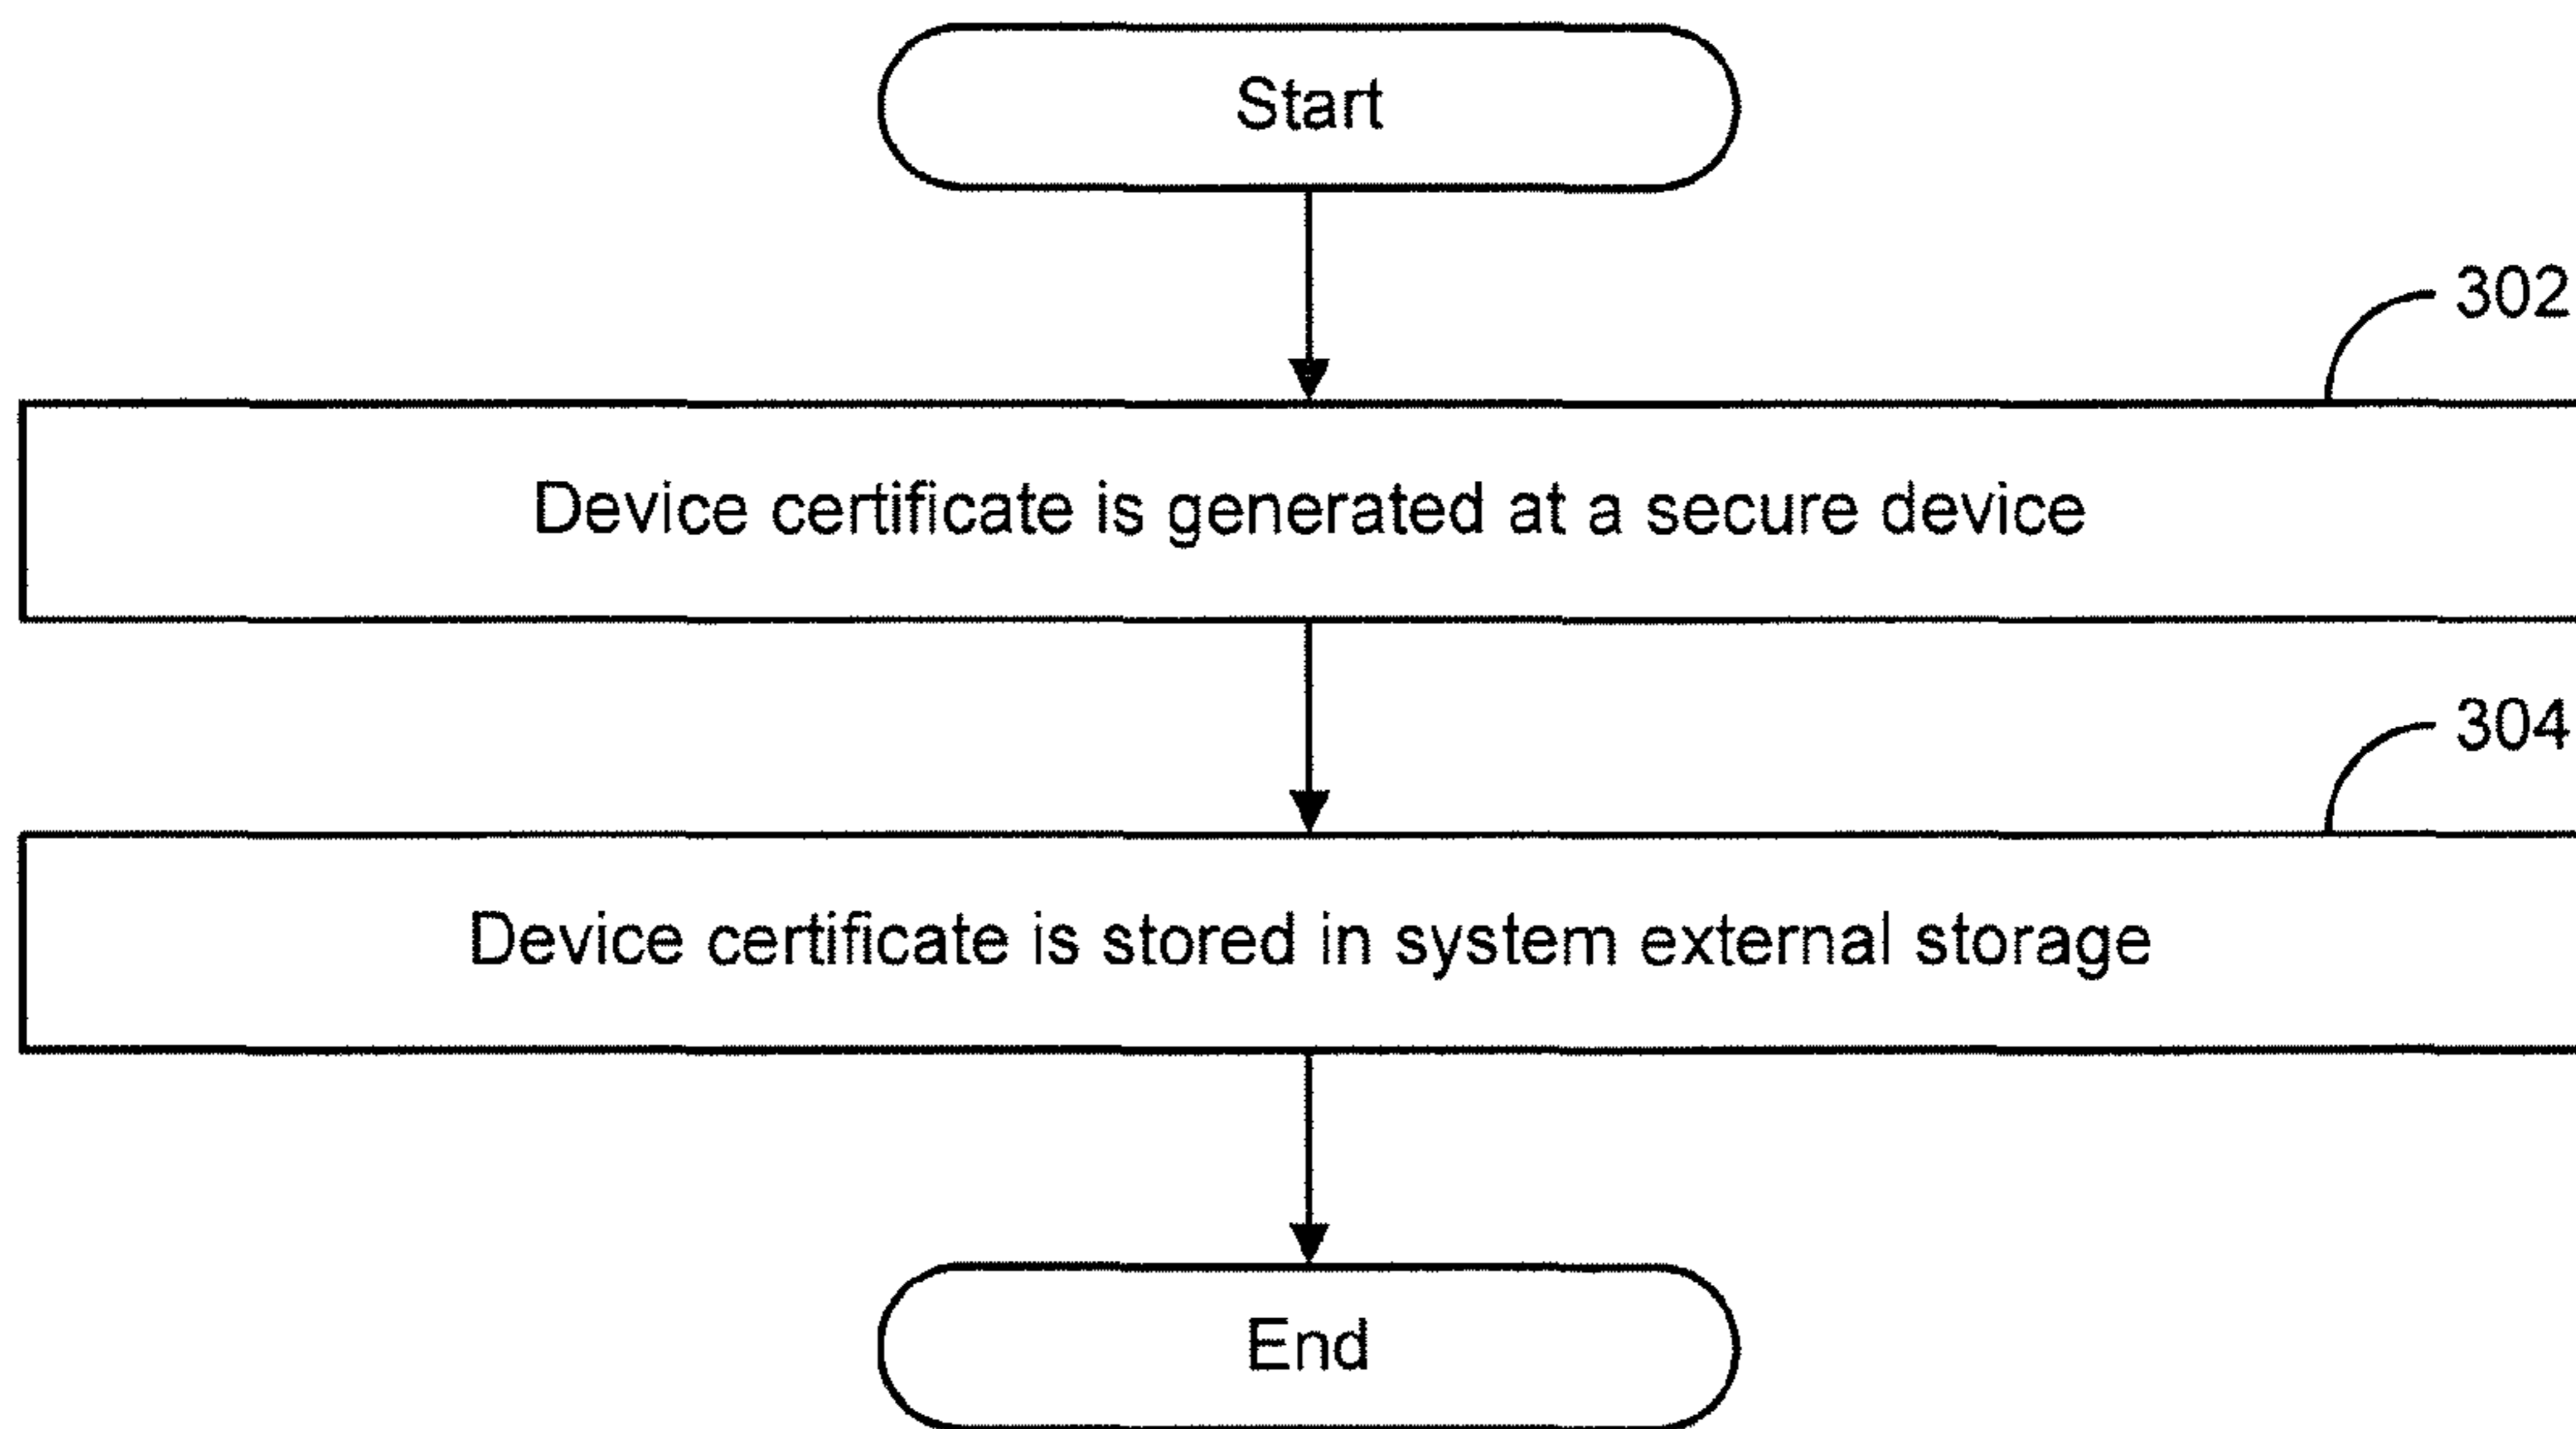 Start
302
Device certificate is generated at a secure device
304
Device certificate is stored in system external storage
End